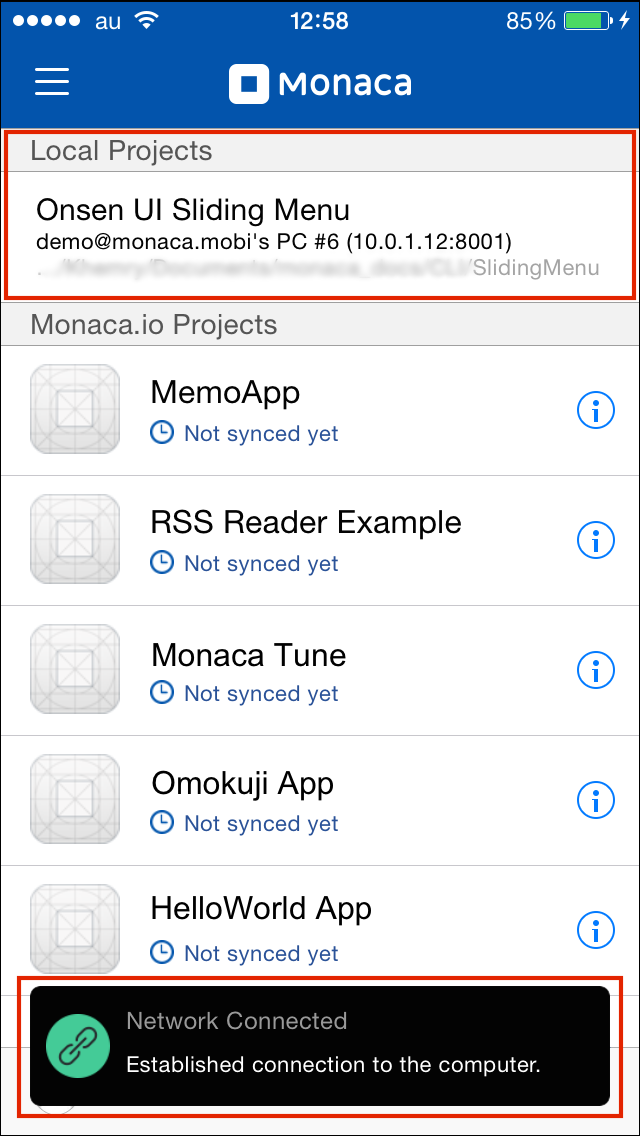 au 12:58 85%
Monaca
Local Projects
Onsen UI Sliding Menu
demo@monaca.mobi's PC #6 (10.0.1.12:8001)
SlidingMenu
Monaca.io Projects
MemoApp
Not synced yet
RSS Reader Example
Not synced yet
Monaca Tune
Not synced yet
Omokuji App
Not synced yet
HelloWorld App
Not synced yet
Network Connected
Established connection to the computer.